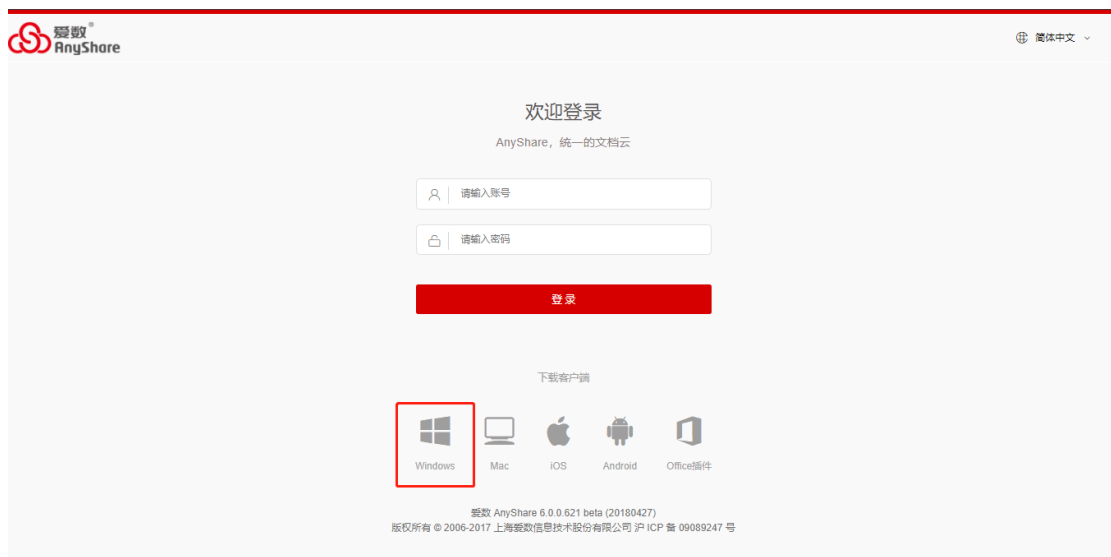 爱数®
AnyShare
简体中文
欢迎登录
AnyShare，统一的文档云
请输入账号
请输入密码
登 录
下载客户端
Windows
Mac
iOS
Android
Office插件
爱数 AnyShare 6.0.0.621 beta (20180427)
版权所有 © 2006-2017 上海爱数信息技术股份有限公司 沪 ICP 备 09089247 号